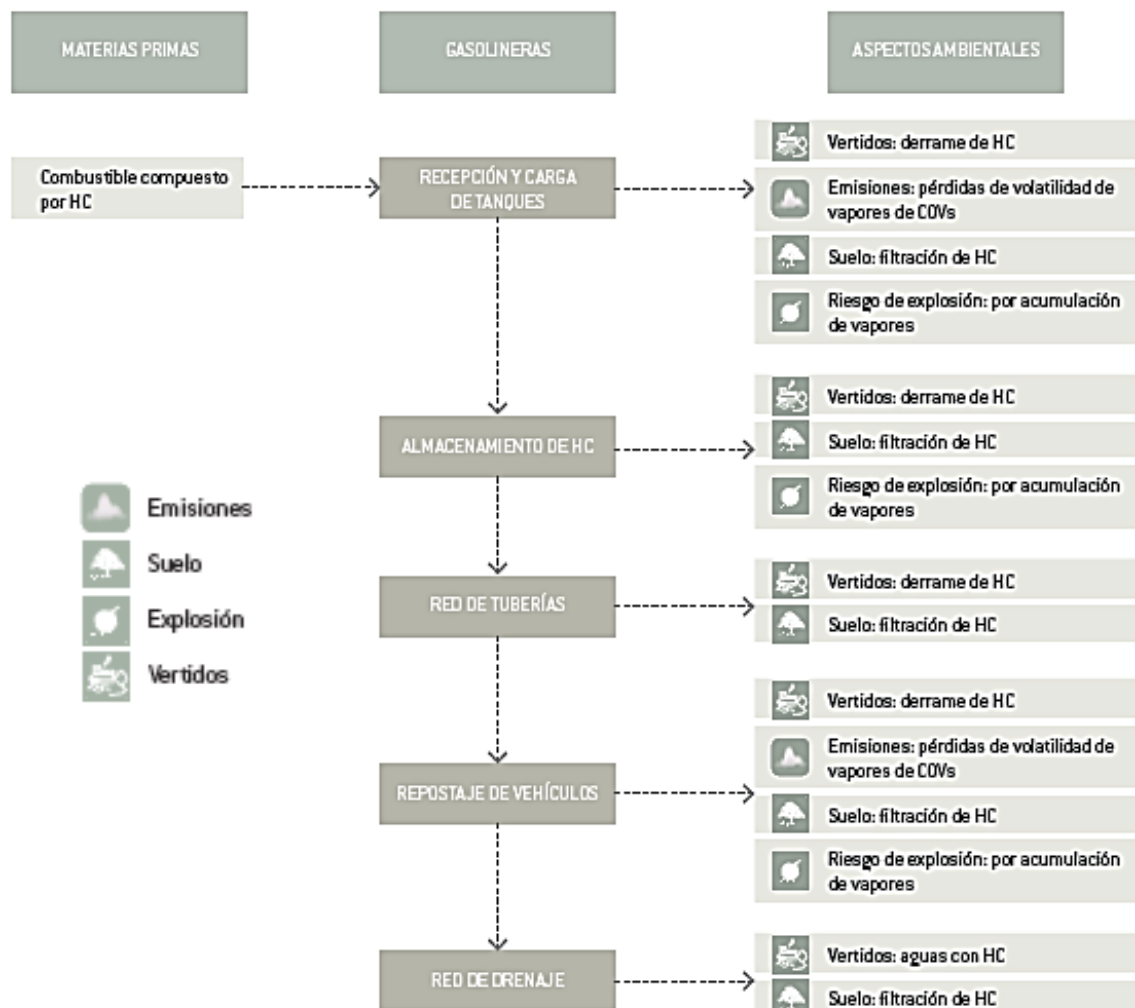 MATERIAS PRIMAS
GASOLINERAS
ASPECTOS AMBIENTALES
Combustible compuesto
por HC
RECEPCIÓN Y CARGA
DE TANQUES
Vertidos: derrame de HC
Emisiones: pérdidas de volatilidad de
vapores de COVs
Suelo: filtración de HC
Riesgo de explosión: por acumulación
de vapores
ALMACENAMIENTO DE HC
Vertidos: derrame de HC
Suelo: filtración de HC
Riesgo de explosión: por acumulación
de vapores
Emisiones
Suelo
Explosión
Vertidos
RED DE TUBERÍAS
Vertidos: derrame de HC
Suelo: filtración de HC
REPOSTAJE DE VEHÍCULOS
Vertidos: derrame de HC
Emisiones: pérdidas de volatilidad de
vapores de COVs
Suelo: filtración de HC
Riesgo de explosión: por acumulación
de vapores
RED DE DRENAJE
Vertidos: aguas con HC
Suelo: filtración de HC